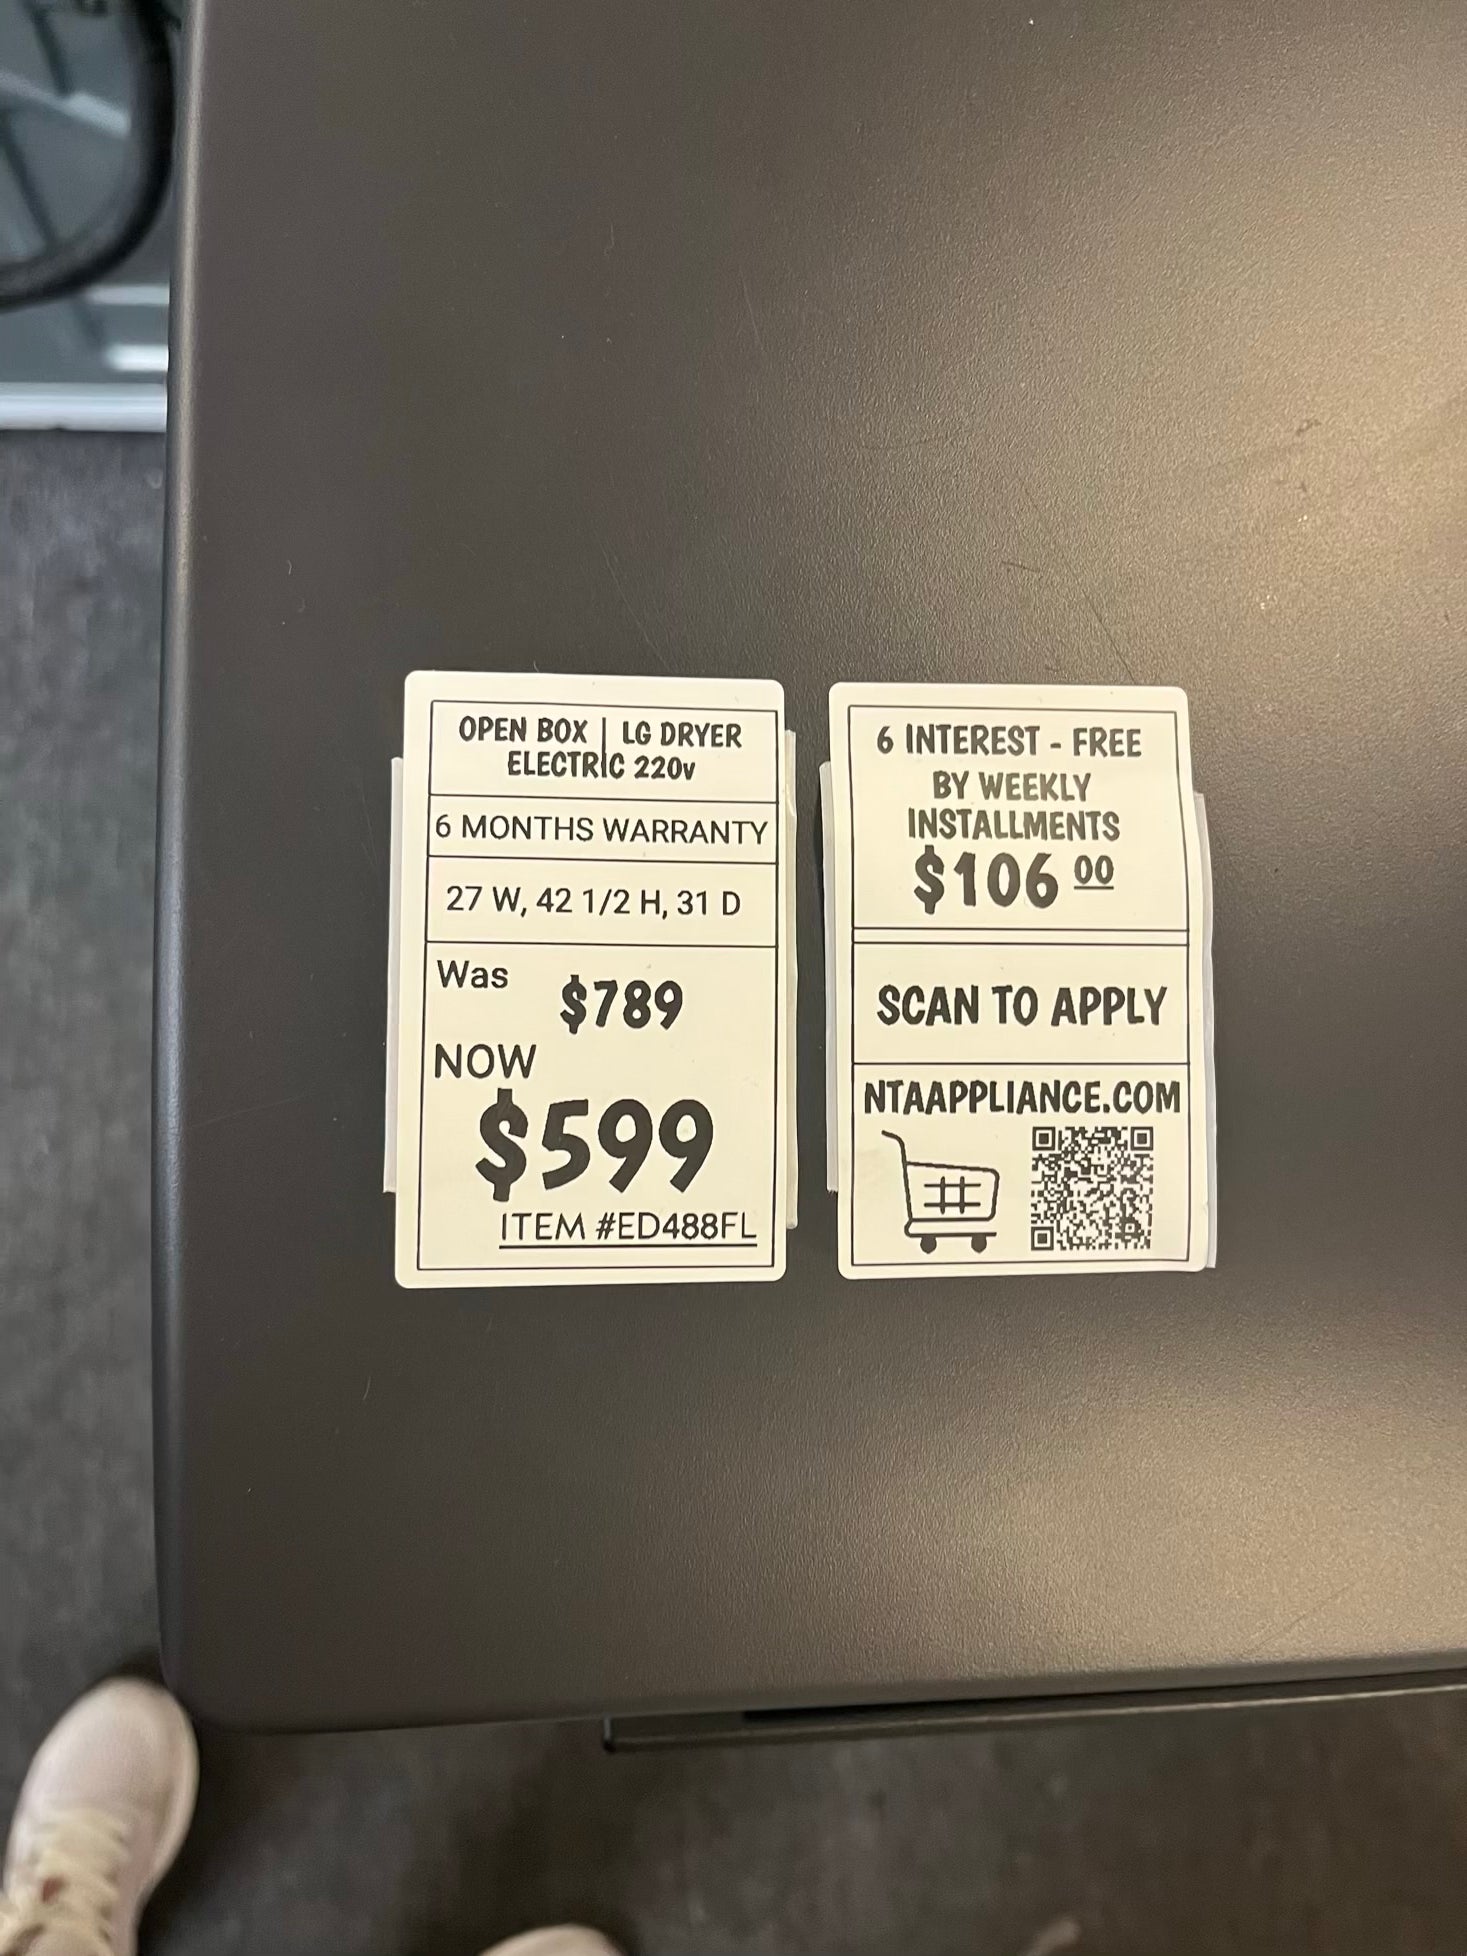 OPEN BOX | LG DRYER
ELECTRIC 220v
6 MONTHS WARRANTY
27 W, 42 1/2 H, 31 D
Was $789
NOW
$599
ITEM #ED488FL
6 INTEREST - FREE
BY WEEKLY
INSTALLMENTS
$106 00
SCAN TO APPLY
NTAAPPLIANCE.COM